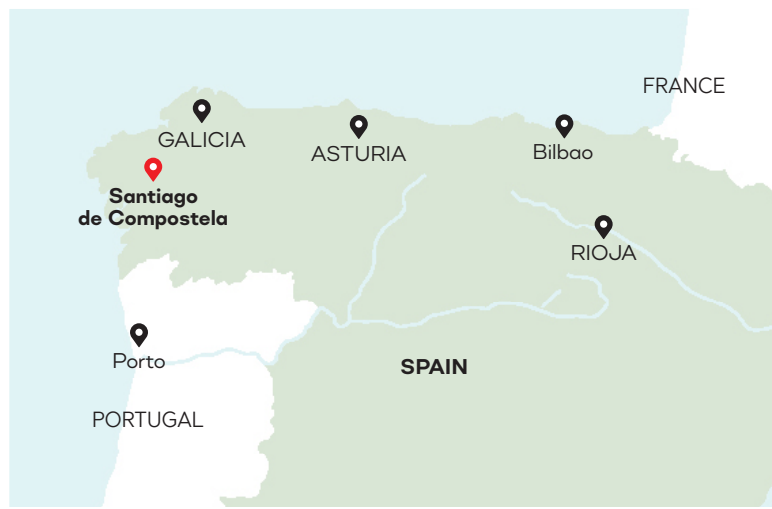 FRANCE
GALICIA
ASTURIA
Bilbao
Santiago
de Compostela
RIOJA
Porto
SPAIN
PORTUGAL